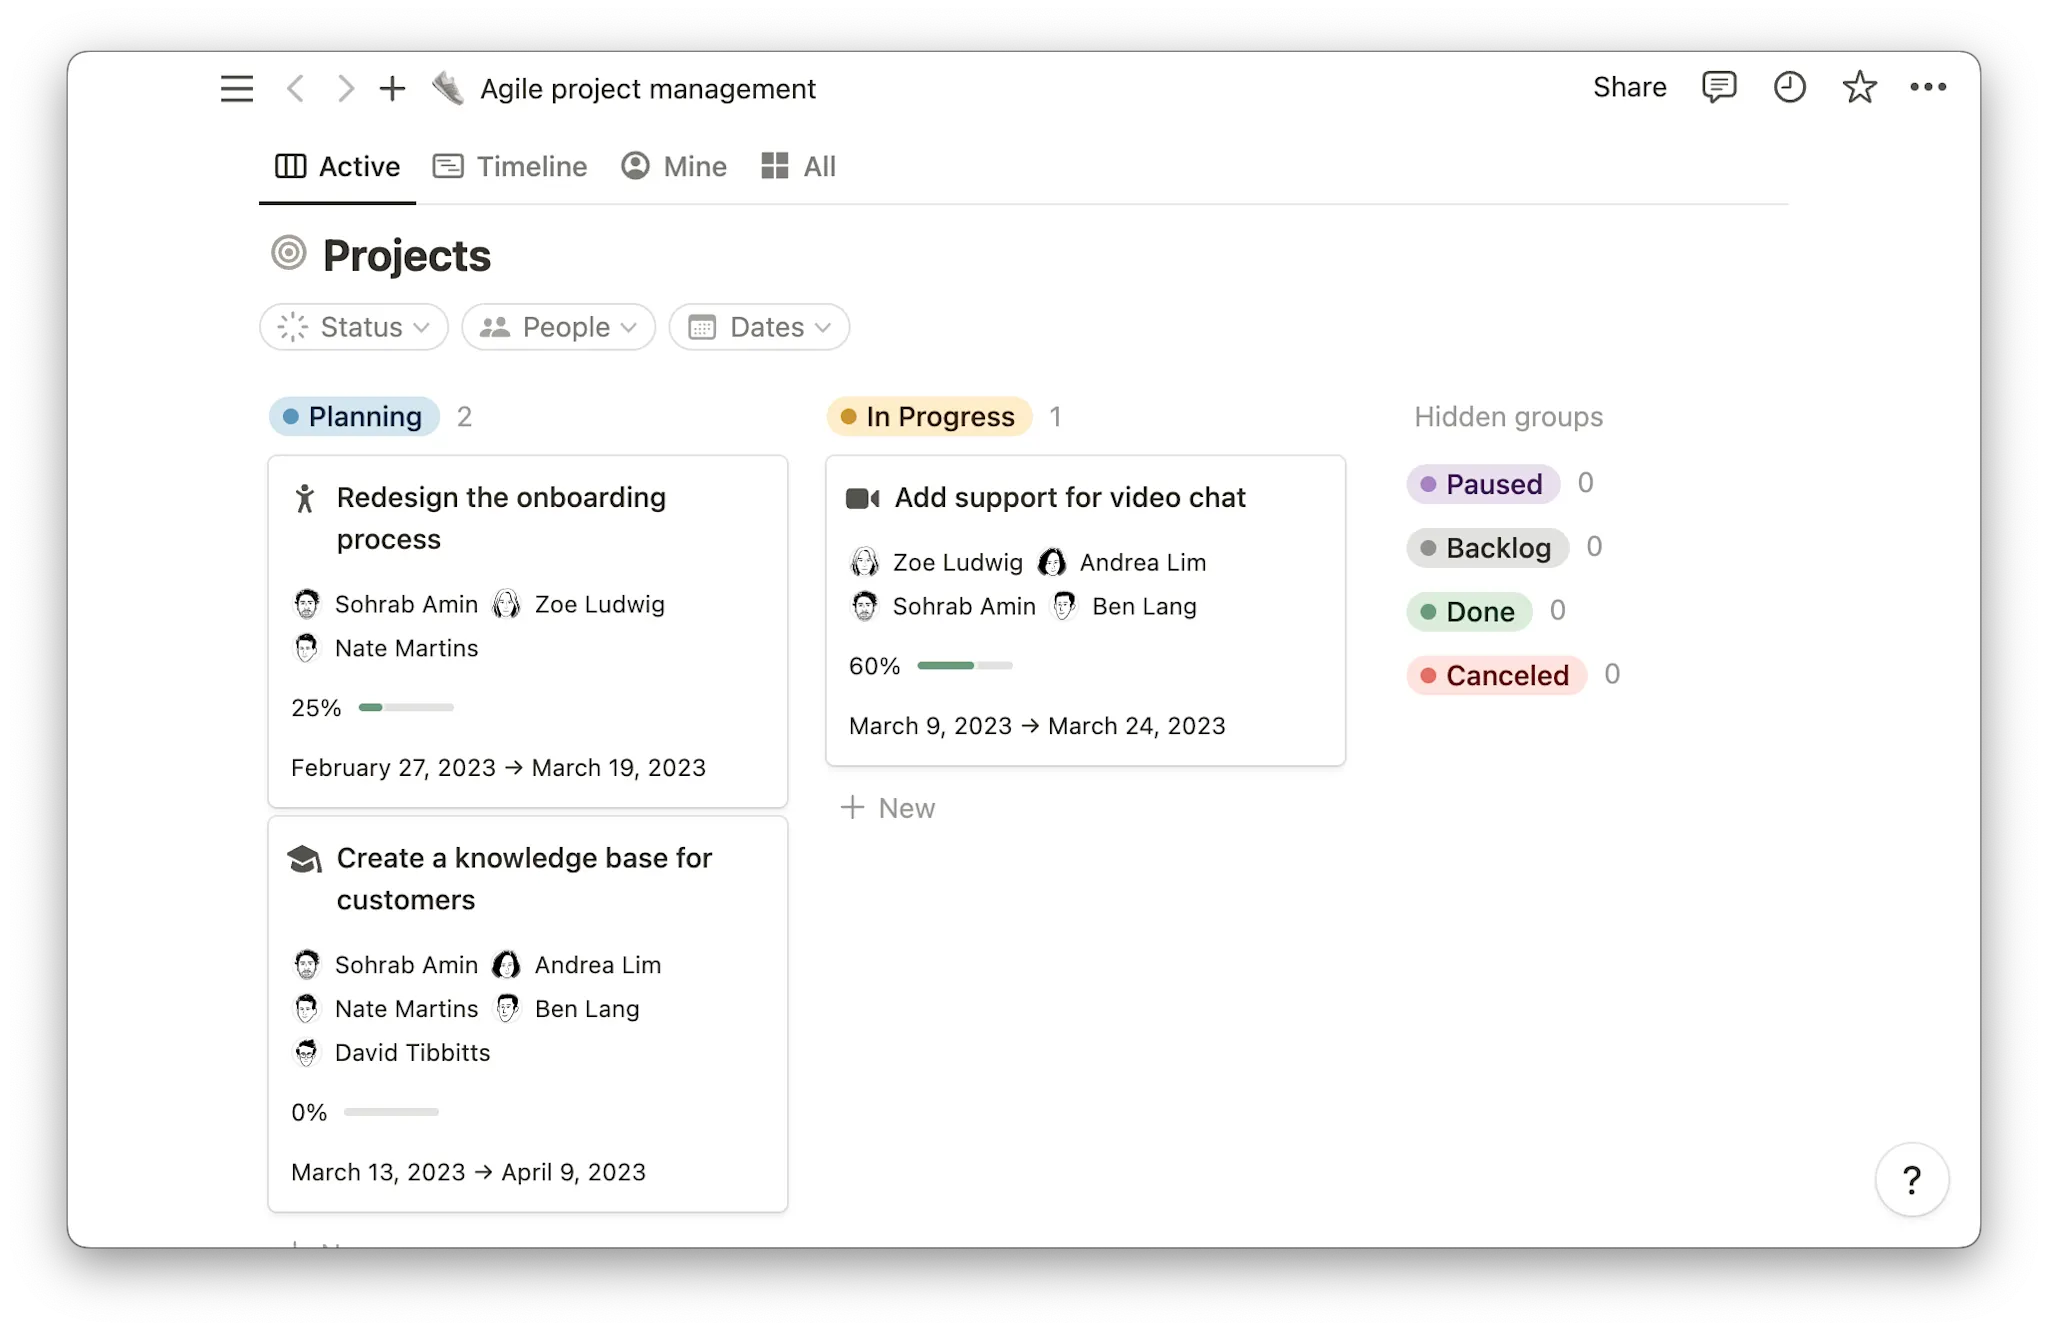 Agile project management
Share
Active
Timeline
Mine
All
Projects
Status
People
Dates
Planning 2
Redesign the onboarding
process
Sohrab Amin Zoe Ludwig
Nate Martins
25%
February 27, 2023 → March 19, 2023
Create a knowledge base for
customers
Sohrab Amin Andrea Lim
Nate Martins Ben Lang
David Tibbitts
0%
March 13, 2023 → April 9, 2023
In Progress 1
Add support for video chat
Zoe Ludwig Andrea Lim
Sohrab Amin Ben Lang
60%
March 9, 2023 → March 24, 2023
+ New
Hidden groups
Paused 0
Backlog 0
Done 0
Canceled 0
?